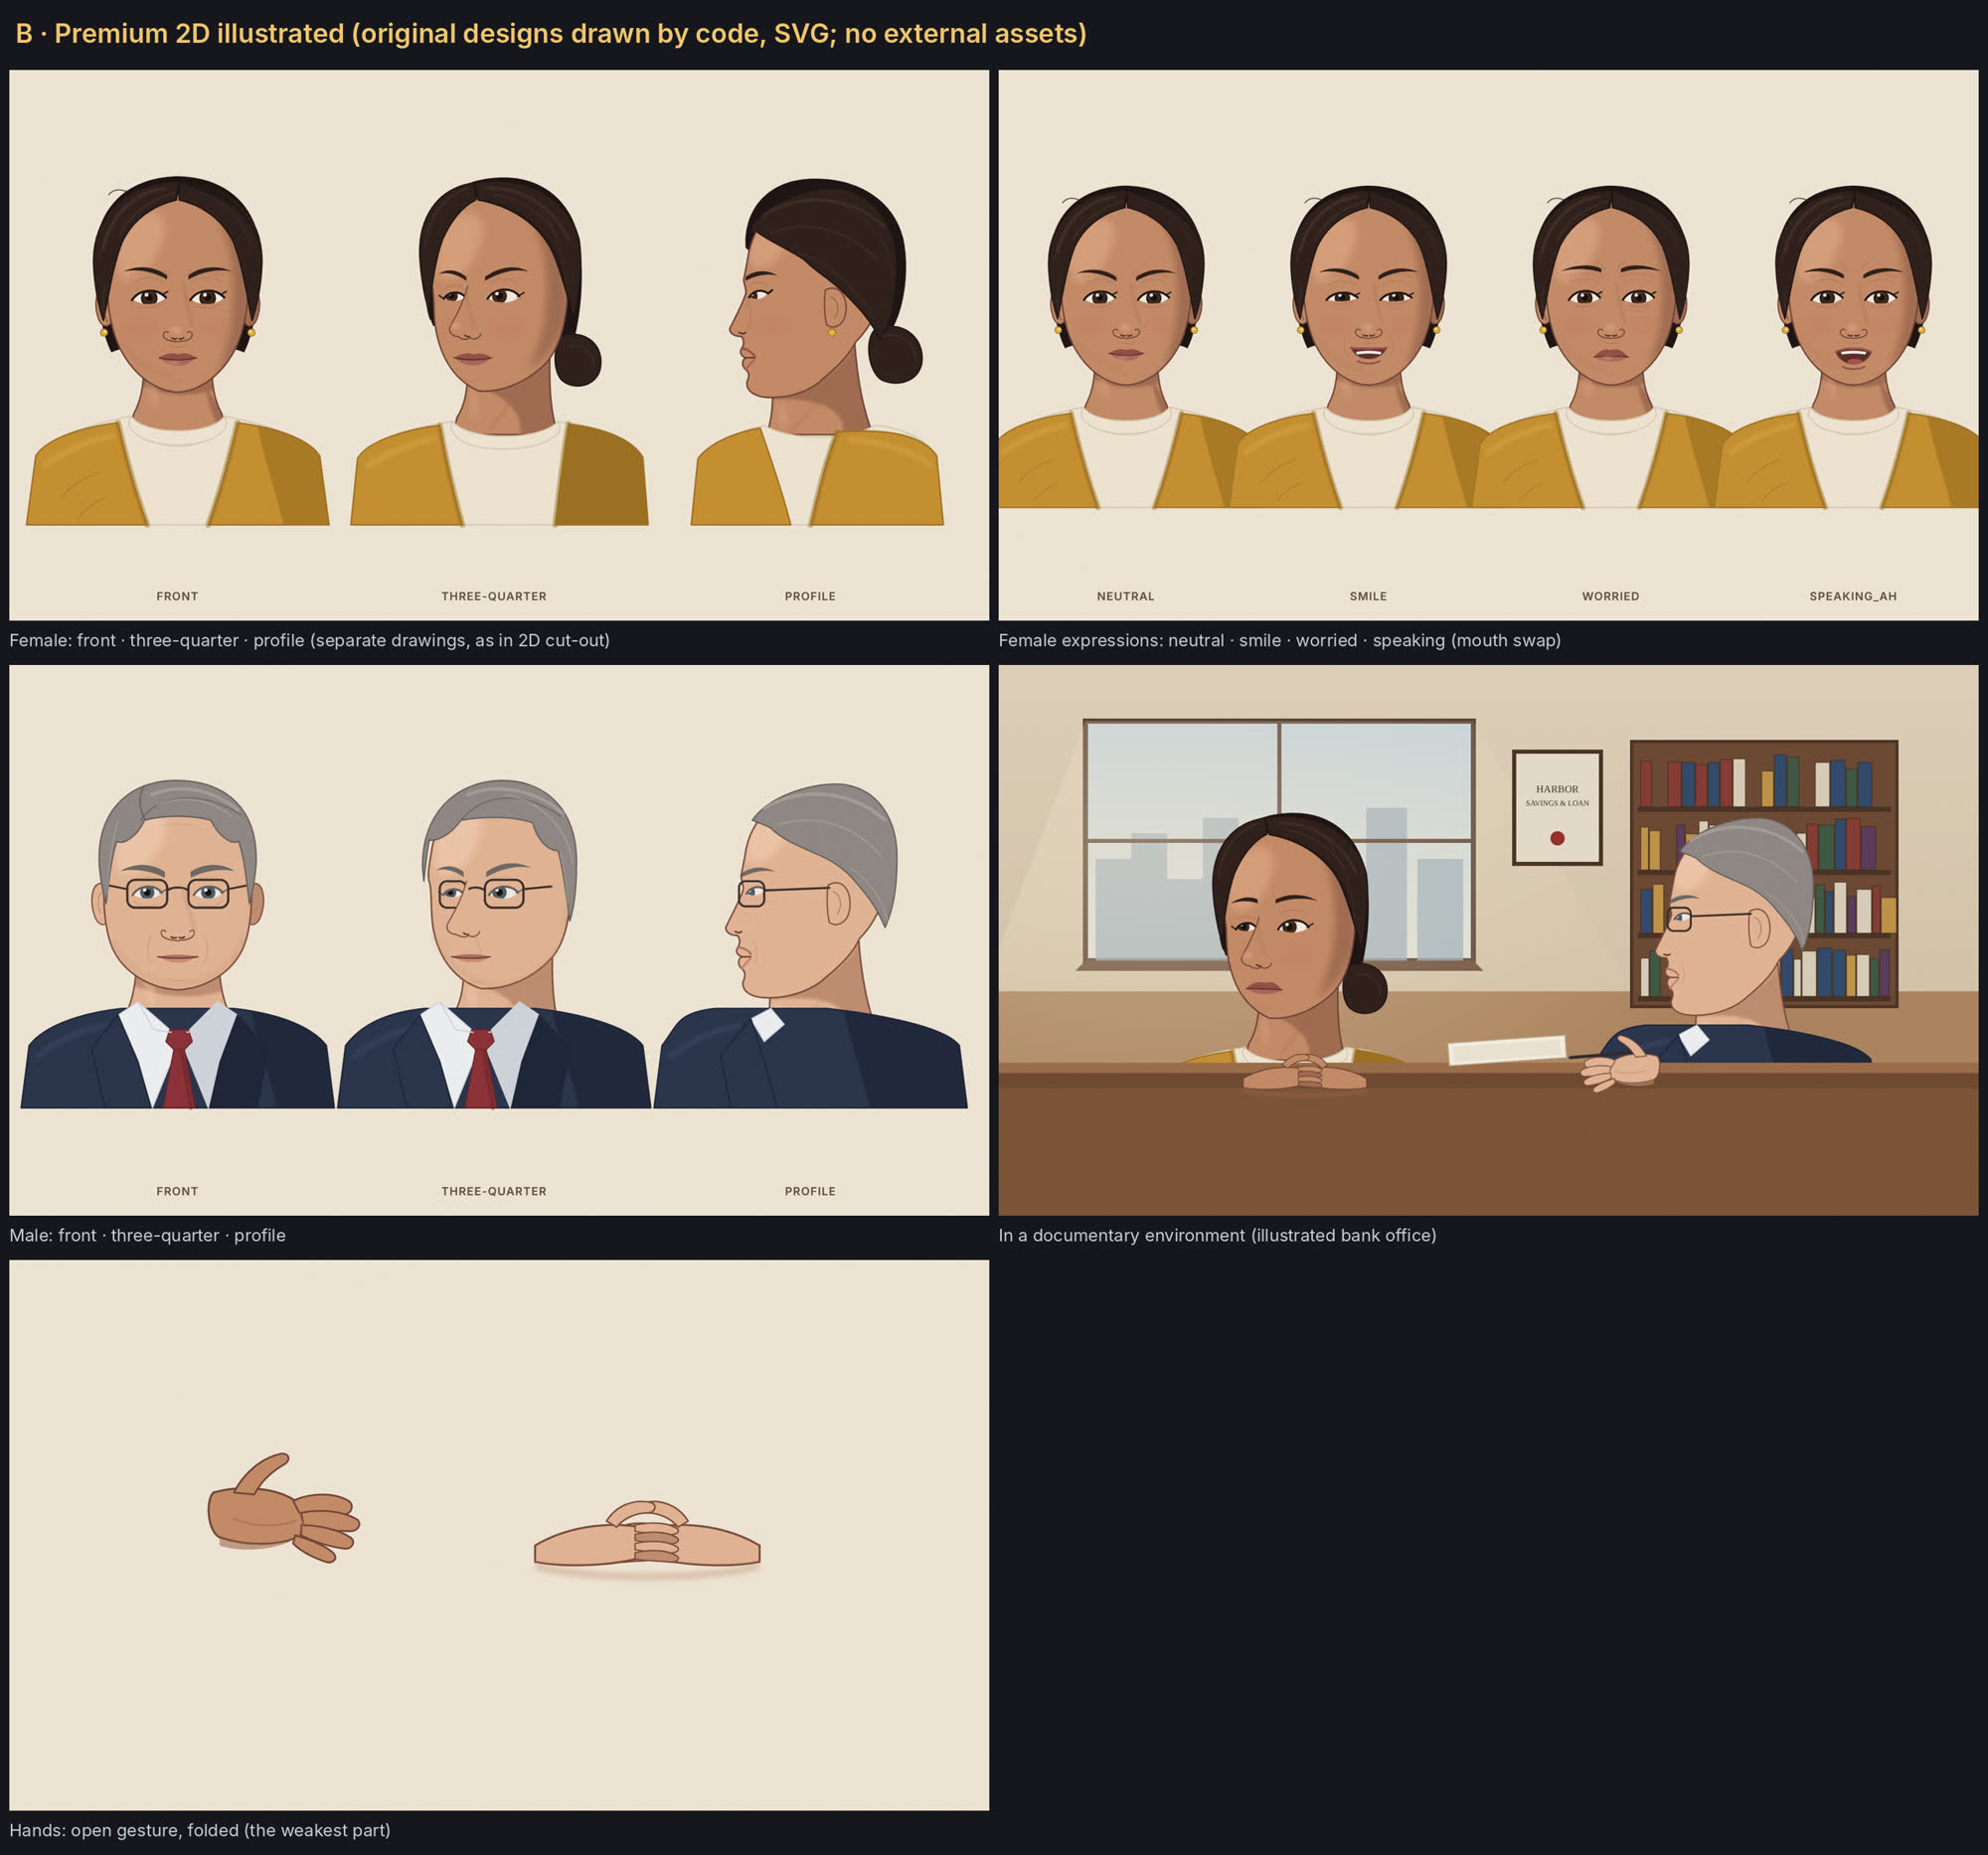 B · Premium 2D illustrated (original designs drawn by code, SVG; no external assets)
FRONT
THREE-QUARTER
PROFILE
Female: front · three-quarter · profile (separate drawings, as in 2D cut-out)
NEUTRAL
SMILE
WORRIED
SPEAKING_AH
Female expressions: neutral · smile · worried · speaking (mouth swap)
FRONT
THREE-QUARTER
PROFILE
Male: front · three-quarter · profile
HARBOR
SAVINGS & LOAN
In a documentary environment (illustrated bank office)
Hands: open gesture, folded (the weakest part)